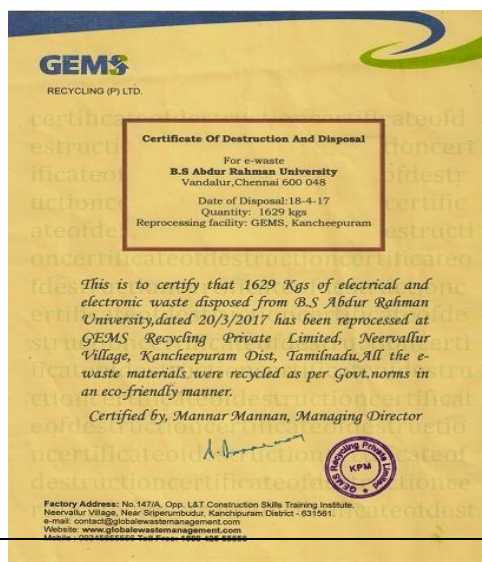 GEMS
RECYCLING (P) LTD.
Certificate Of Destruction And Disposal
For e-waste
B.S Abdur Rahman University
Vandalur,Chennai 600 048
Date of Disposal:18-4-17
Quantity: 1629 kgs
Reprocessing facility: GEMS, Kancheepuram
This is to certify that 1629 Kgs of electrical and
electronic waste disposed from B.S Abdur Rahman
University,dated 20/3/2017 has been reprocessed at
GEMS Recycling Private Limited, Neervallur
Village, Kancheepuram Dist, Tamilnadu.All the e-
waste materials were recycled as per Govt.norms in
an eco-friendly manner.
Certified by, Mannar Mannan, Managing Director
GEMS Recycling Private Limited
KPM
Factory Address: No.147/A, Opp. L&T Construction Skills Training Institute,
Neervallur Village, Near Sriperumbudur, Kanchipuram District - 631561.
e-mail: contact@globalewastemanagement.com
Website: www.globalewastemanagement.com